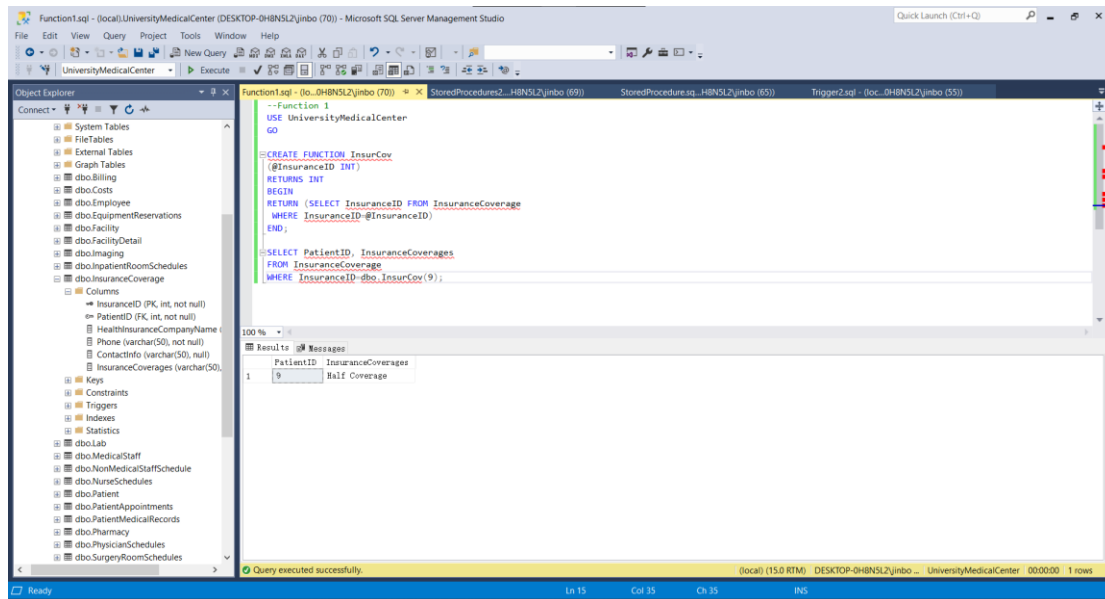 Function1.sql - (local).UniversityMedicalCenter (DESKTOP-0H8N5L2\jinbo (70)) - Microsoft SQL Server Management Studio
Quick Launch (Ctrl+Q)
File Edit View Query Project Tools Window Help
New Query
UniversityMedicalCenter
Execute
Object Explorer
Connect
System Tables
FileTables
External Tables
Graph Tables
dbo.Billing
dbo.Costs
dbo.Employee
dbo.EquipmentReservations
dbo.Facility
dbo.FacilityDetail
dbo.Imaging
dbo.InpatientRoomSchedules
dbo.InsuranceCoverage
Columns
InsuranceID (PK, int, not null)
PatientID (FK, int, not null)
HealthInsuranceCompanyName (
Phone (varchar(50), not null)
ContactInfo (varchar(50), null)
InsuranceCoverages (varchar(50),
Keys
Constraints
Triggers
Indexes
Statistics
dbo.Lab
dbo.MedicalStaff
dbo.NonMedicalStaffSchedule
dbo.NurseSchedules
dbo.Patient
dbo.PatientAppointments
dbo.PatientMedicalRecords
dbo.Pharmacy
dbo.PhysicianSchedules
dbo.SurgeryRoomSchedules
Function1.sql - (lo...0H8N5L2\jinbo (70)) StoredProcedures2....H8N5L2\jinbo (69)) StoredProcedure.sq...H8N5L2\jinbo (65)) Trigger2.sql - (loc...0H8N5L2\jinbo (55))
--Function 1
USE UniversityMedicalCenter
GO
CREATE FUNCTION InsurCov
(@InsuranceID INT)
RETURNS INT
BEGIN
RETURN (SELECT InsuranceID FROM InsuranceCoverage
WHERE InsuranceID=@InsuranceID)
END;
SELECT PatientID, InsuranceCoverages
FROM InsuranceCoverage
WHERE InsuranceID=dbo.InsurCov(9);
100 %
Results Messages
PatientID InsuranceCoverages
1 9 Half Coverage
Query executed successfully.
(local) (15.0 RTM) DESKTOP-0H8N5L2\jinbo ... UniversityMedicalCenter 00:00:00 1 rows
Ready Ln 15 Col 35 Ch 35 INS